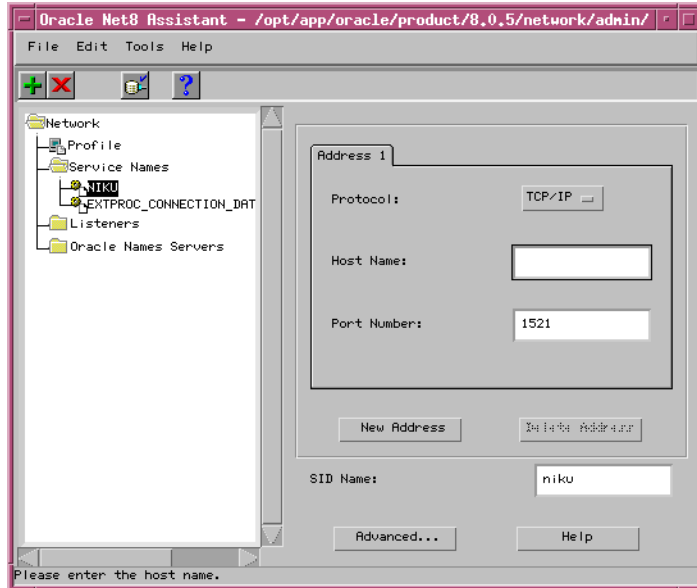 Oracle Net8 Assistant - /opt/app/oracle/product/8.0.5/network/admin/
File Edit Tools Help
Network
Profile
Service Names
NIKU
EXTPROC_CONNECTION_DAT
Listeners
Oracle Names Servers
Address 1
Protocol: TCP/IP
Host Name:
Port Number: 1521
New Address Delete Address
SID Name: niku
Advanced... Help
Please enter the host name.